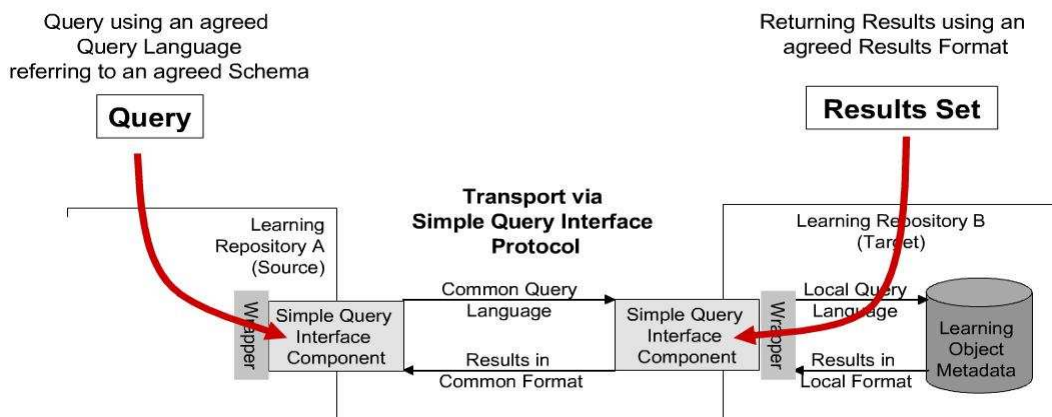 Query using an agreed
Query Language
referring to an agreed Schema
Query
Returning Results using an
agreed Results Format
Results Set
Transport via
Simple Query Interface
Protocol
Learning
Repository A
(Source)
Learning Repository B
(Target)
Wrapper
Simple Query
Interface
Component
Common Query
Language
Results in
Common Format
Simple Query
Interface
Component
Wrapper
Local Query
Language
Results in
Local Format
Learning
Object
Metadata